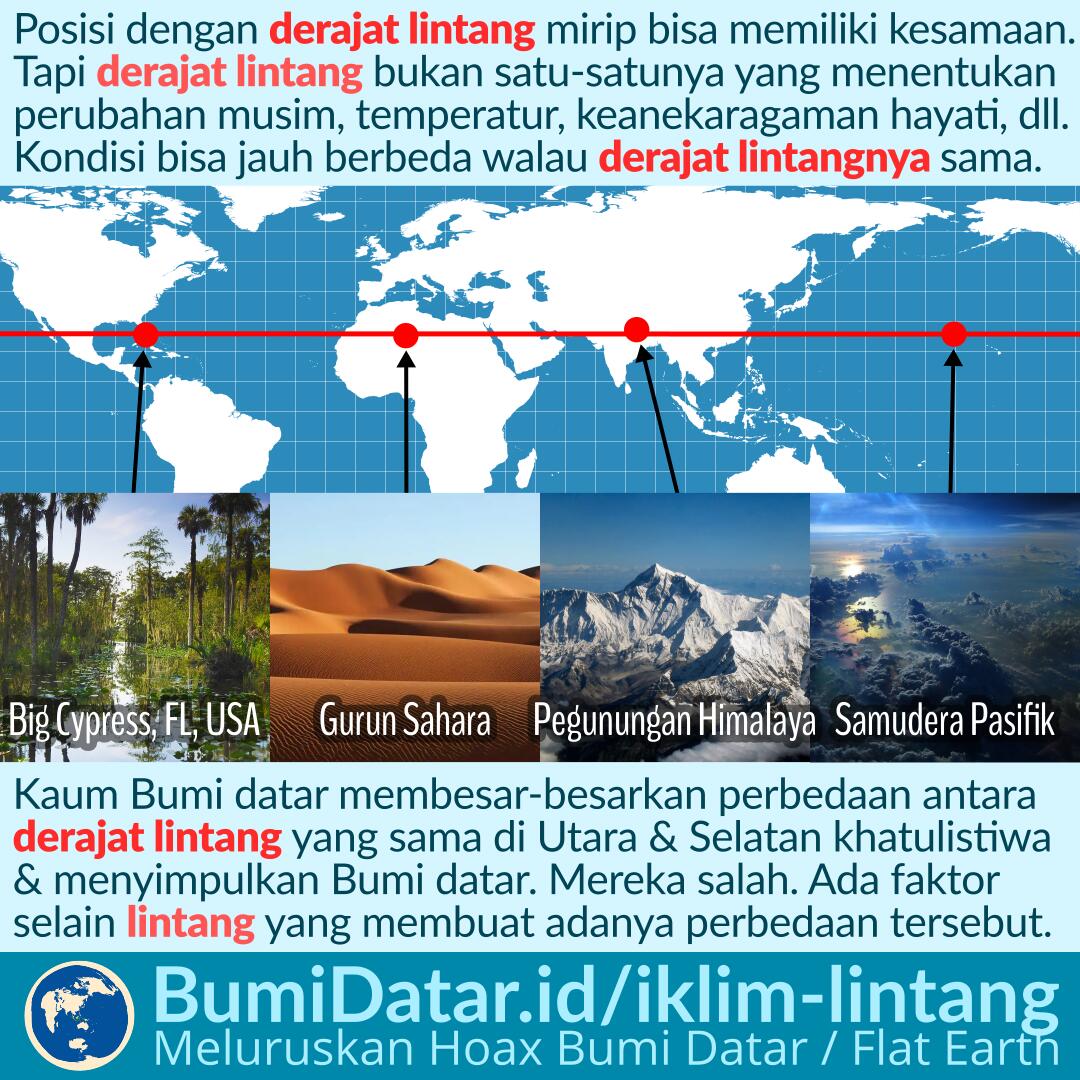 Posisi dengan derajat lintang mirip bisa memiliki kesamaan.
Tapi derajat lintang bukan satu-satunya yang menentukan
perubahan musim, temperatur, keanekaragaman hayati, dll.
Kondisi bisa jauh berbeda walau derajat lintangnya sama.
Big Cypress, FL, USA
Gurun Sahara
Pegunungan Himalaya
Samudera Pasifik
Kaum Bumi datar membesar-besarkan perbedaan antara
derajat lintang yang sama di Utara & Selatan khatulistiwa
& menyimpulkan Bumi datar. Mereka salah. Ada faktor
selain lintang yang membuat adanya perbedaan tersebut.
BumiDatar.id/iklim-lintang
Meluruskan Hoax Bumi Datar / Flat Earth